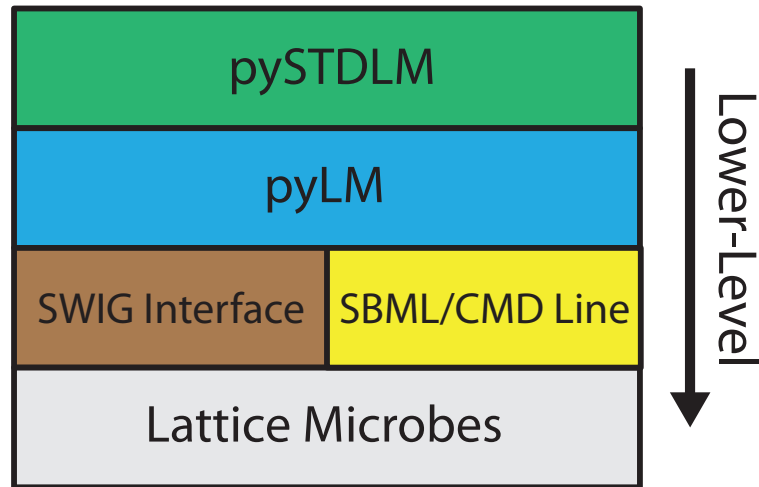 pySTDLM
pyLM
SWIG Interface
SBML/CMD Line
Lattice Microbes
Lower-Level